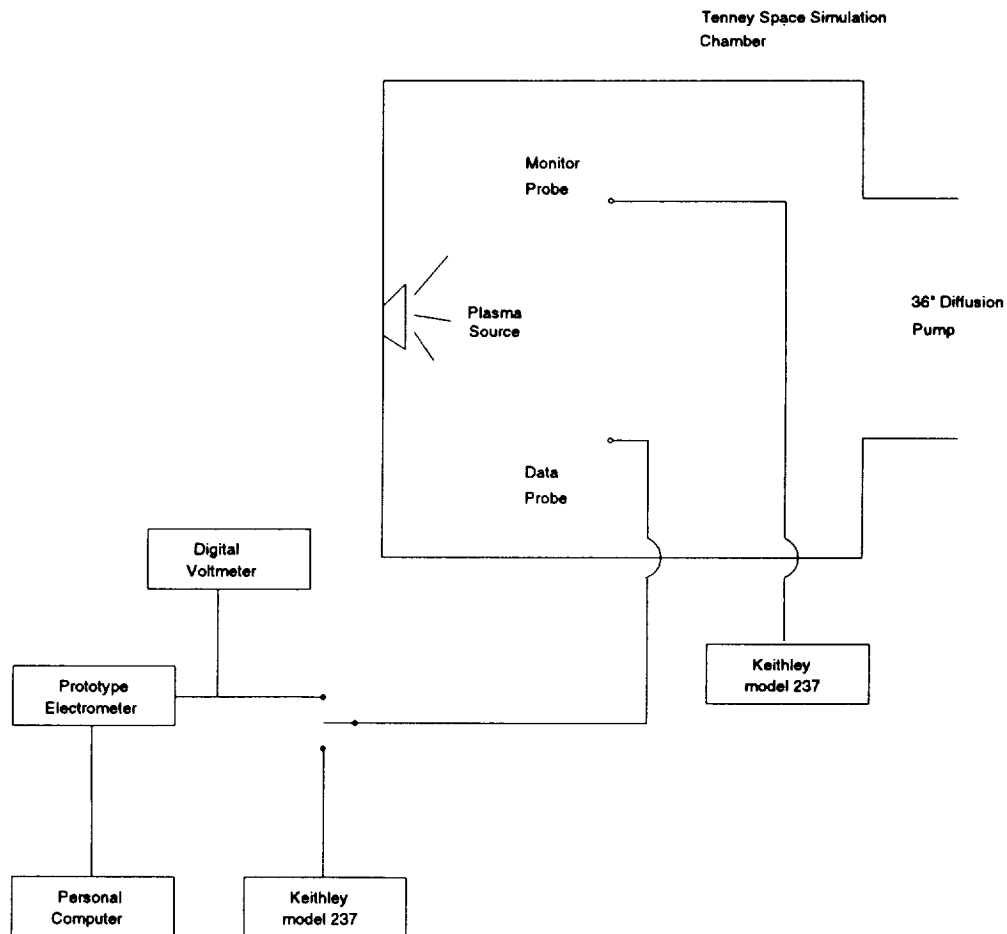 Tenney Space Simulation
Chamber
Monitor
Probe
Plasma
Source
36" Diffusion
Pump
Data
Probe
Digital
Voltmeter
Prototype
Electrometer
Keithley
model 237
Personal
Computer
Keithley
model 237